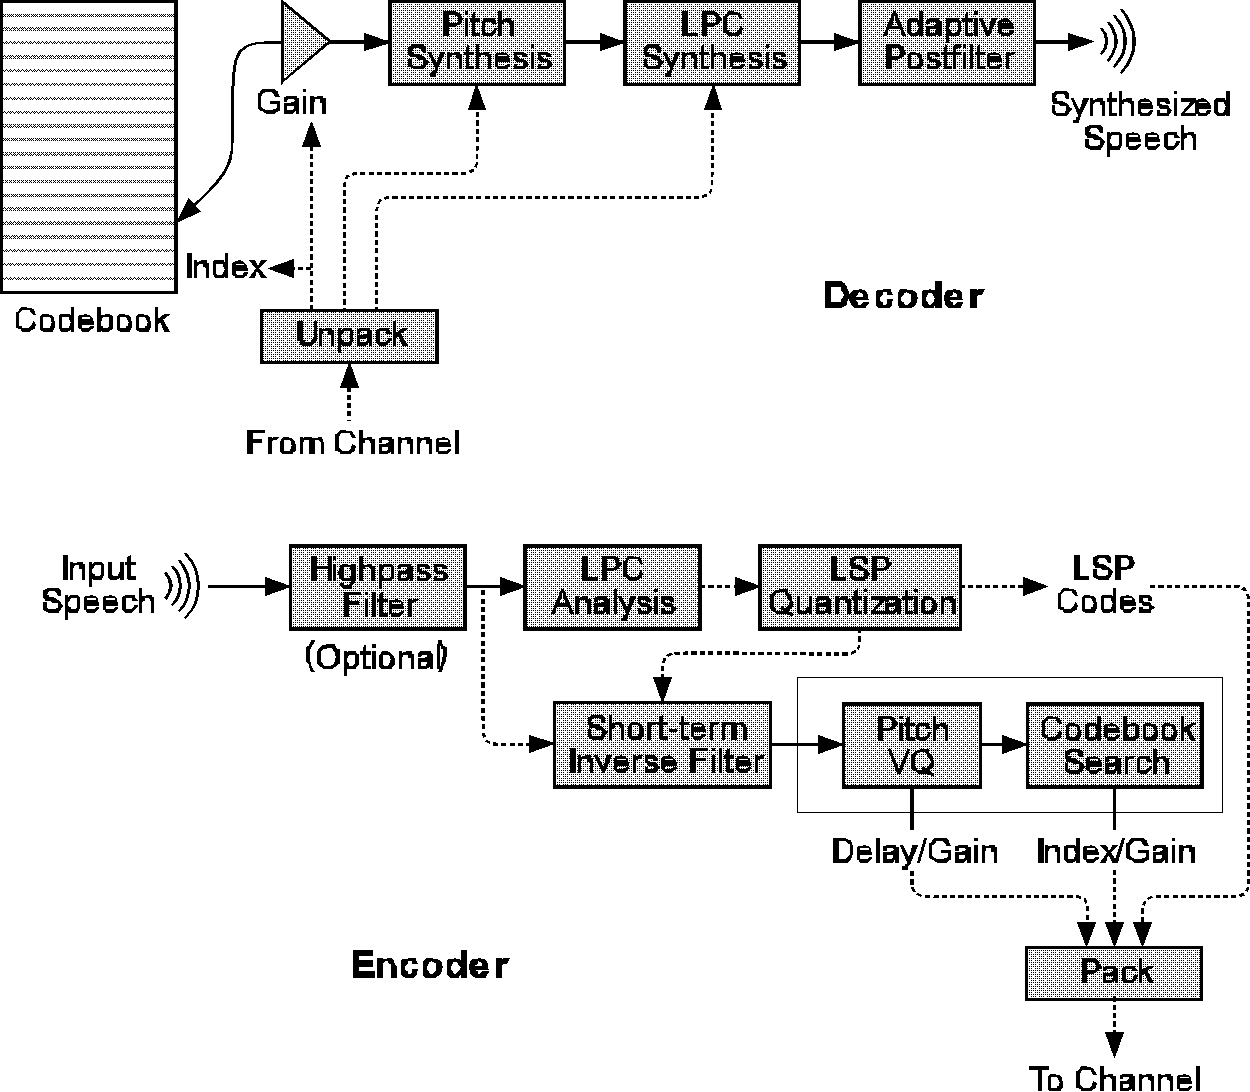 Pitch
Synthesis
LPC
Synthesis
Adaptive
Postfilter
Gain
Synthesized
Speech
Index
Codebook
Unpack
Decoder
From Channel
Input
Speech
Highpass
Filter
(Optional)
LPC
Analysis
LSP
Quantization
LSP
Codes
Short-term
Inverse Filter
Pitch
VQ
Codebook
Search
Delay/Gain
Index/Gain
Encoder
Pack
To Channel